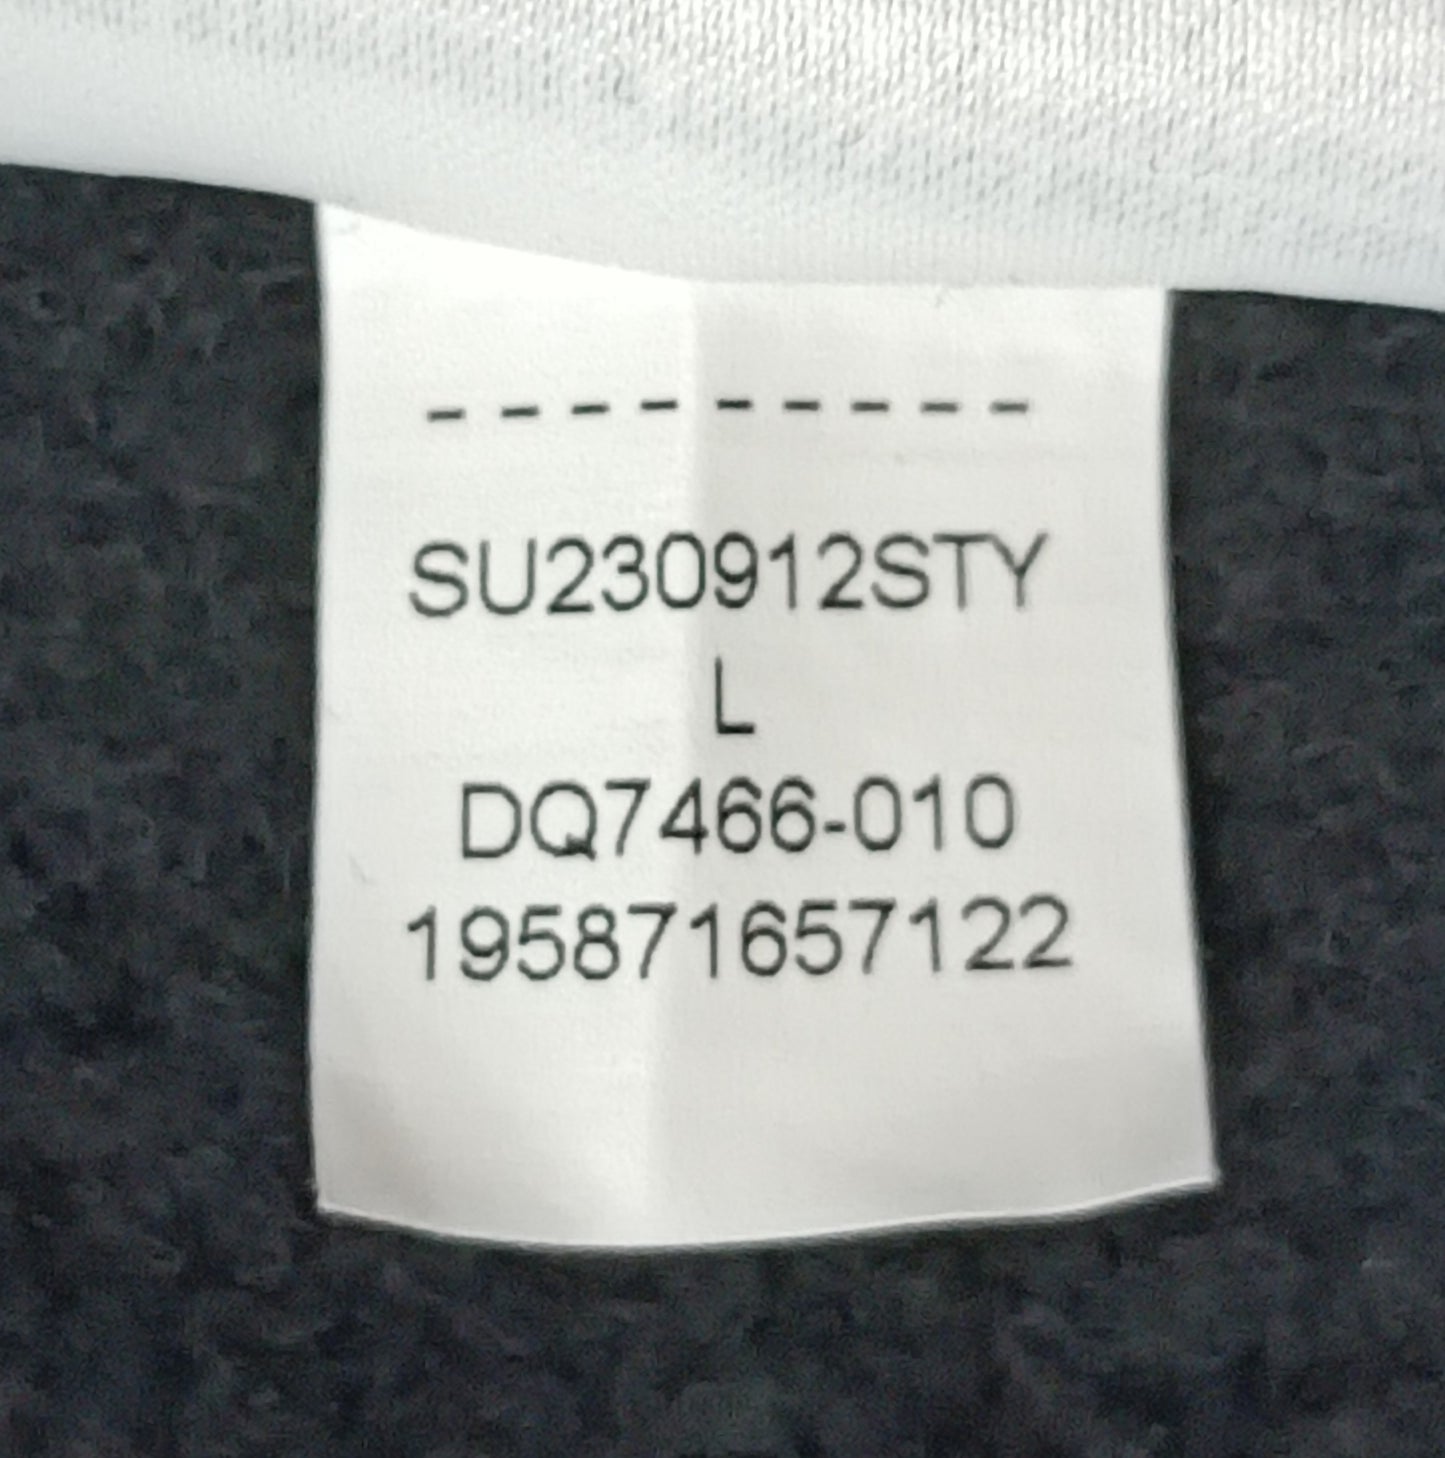 - - - - - - - - -
SU230912STY
L
DQ7466-010
195871657122